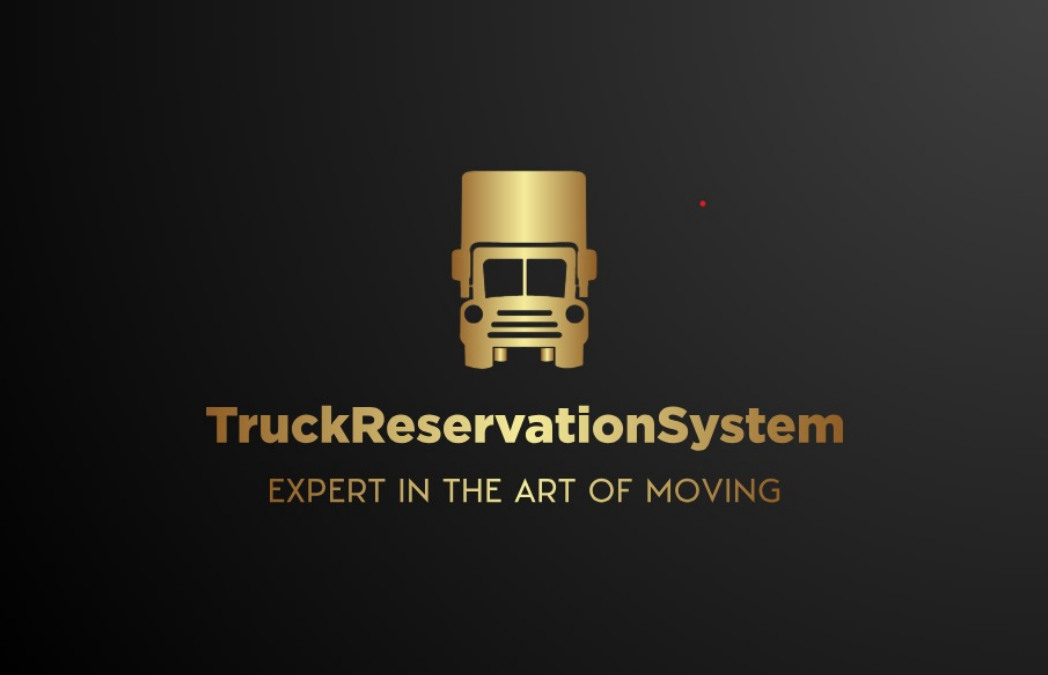 TruckReservationSystem
EXPERT IN THE ART OF MOVING